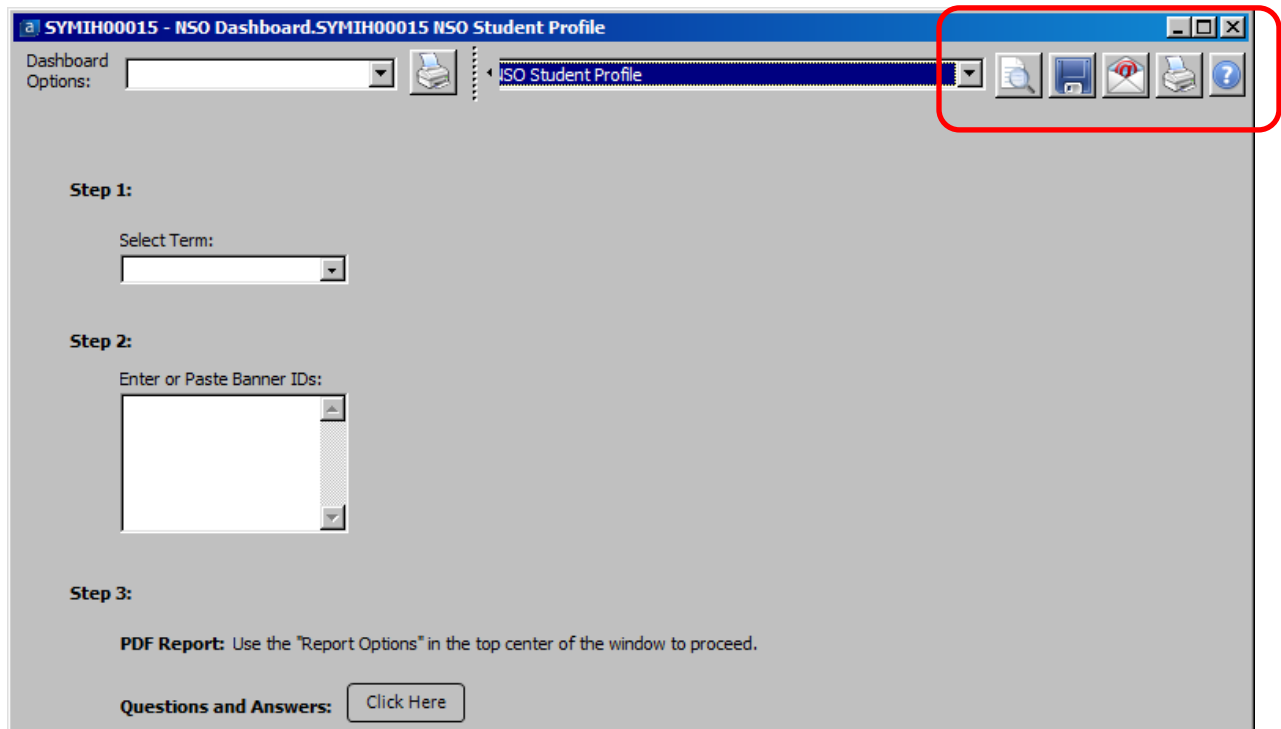 SYMIH00015 - NSO Dashboard.SYMIH00015 NSO Student Profile
Dashboard
Options:
NSO Student Profile
Step 1:
Select Term:
Step 2:
Enter or Paste Banner IDs:
Step 3:
PDF Report: Use the "Report Options" in the top center of the window to proceed.
Questions and Answers: Click Here